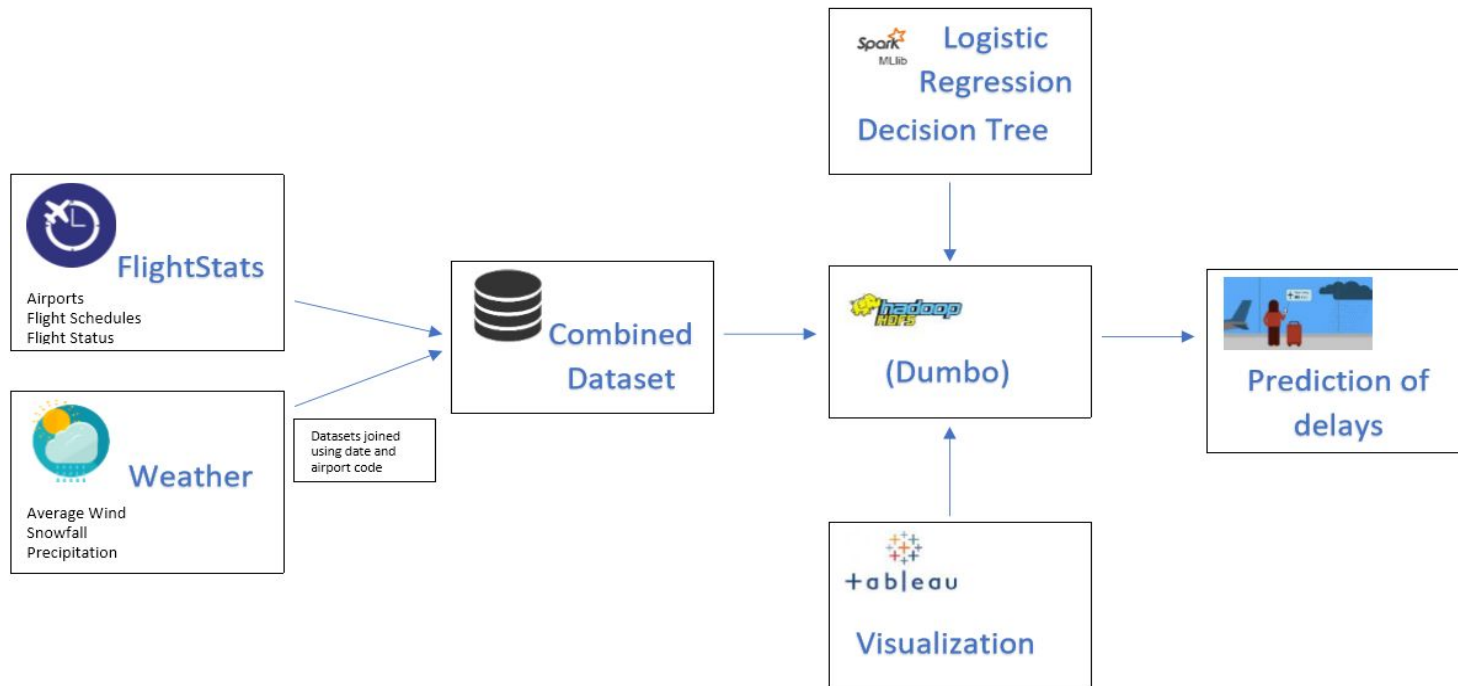 FlightStats
Airports
Flight Schedules
Flight Status
Weather
Average Wind
Snowfall
Precipitation
Datasets joined
using date and
airport code
Combined
Dataset
Spark
MLlib
Logistic
Regression
Decision Tree
hadoop
HDFS
(Dumbo)
+ableau
Visualization
Prediction of
delays